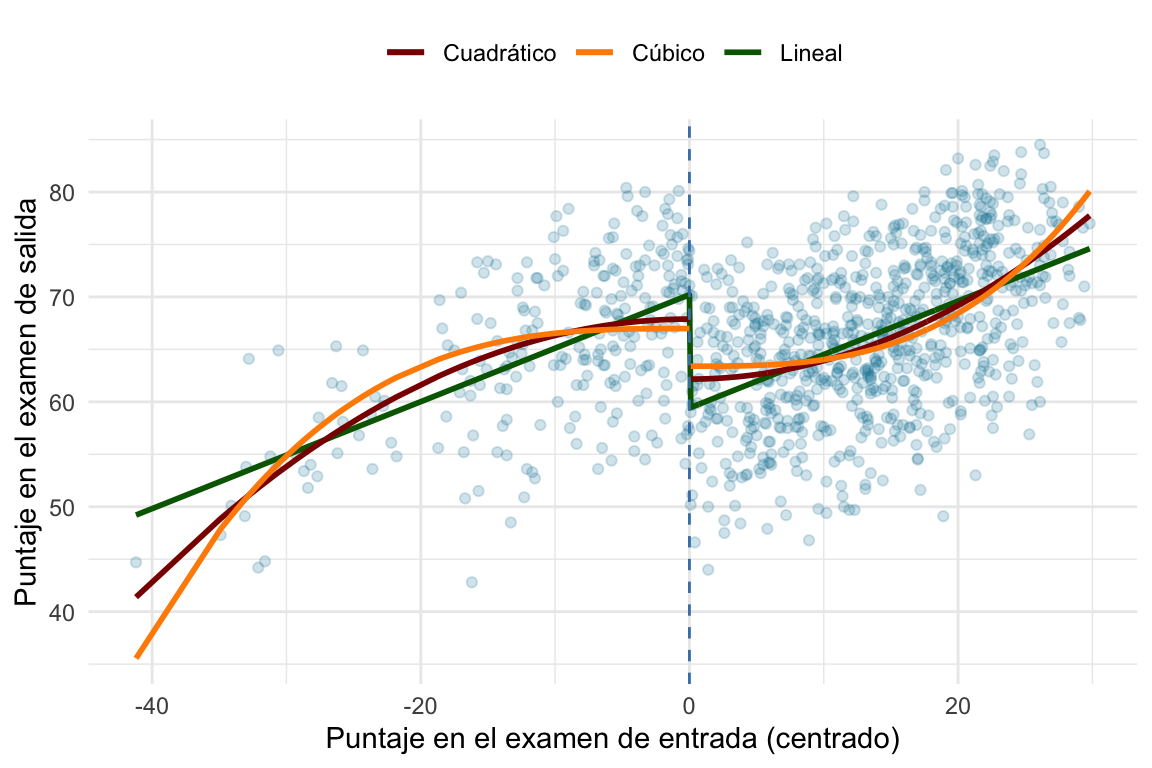 Cuadrático Cúbico Lineal
Puntaje en el examen de salida
80
70
60
50
40
-40 -20 0 20
Puntaje en el examen de entrada (centrado)